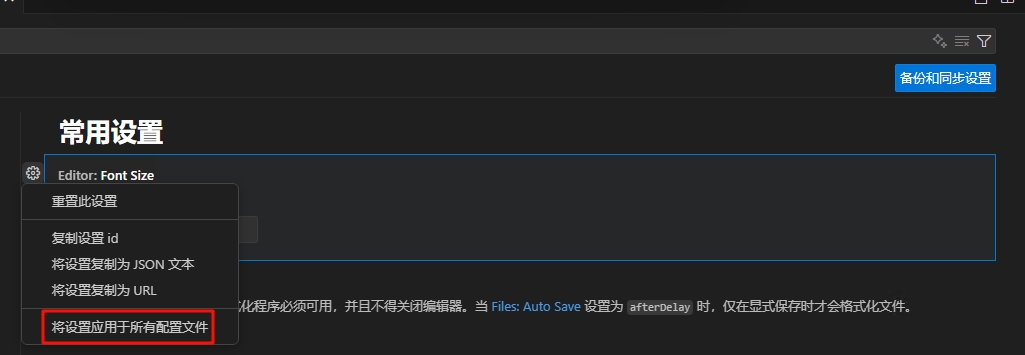 备份和同步设置
常用设置
Editor: Font Size
重置此设置
复制设置 id
将设置复制为 JSON 文本
将设置复制为 URL
化程序必须可用，并且不得关闭编辑器。当 Files: Auto Save 设置为 afterDelay 时，仅在显式保存时才会格式化文件。
将设置应用于所有配置文件